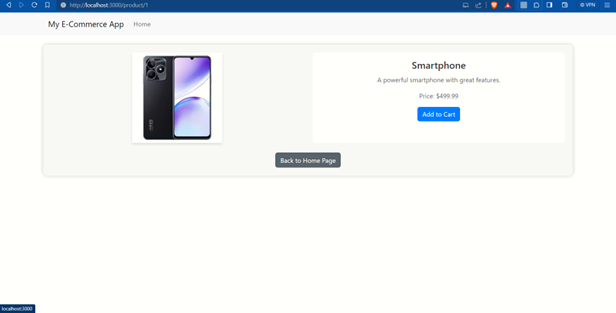 http://localhost:3000/product/1
VPN
My E-Commerce App
Home
Smartphone
A powerful smartphone with great features.
Price: $499.99
Add to Cart
Back to Home Page
localhost:3000